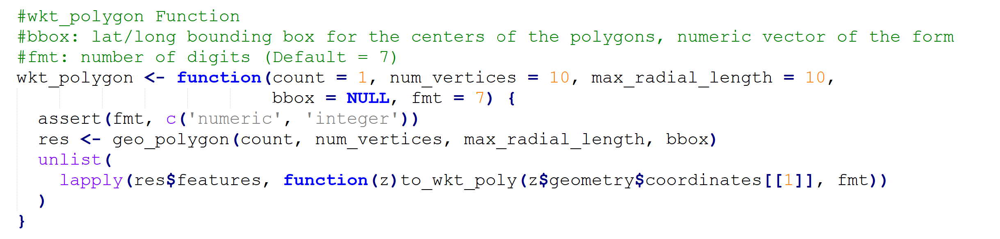 #wkt_polygon Function
#bbox: lat/long bounding box for the centers of the polygons, numeric vector of the form
#fmt: number of digits (Default = 7)
wkt_polygon <- function(count = 1, num_vertices = 10, max_radial_length = 10,
                        bbox = NULL, fmt = 7) {
  assert(fmt, c('numeric', 'integer'))
  res <- geo_polygon(count, num_vertices, max_radial_length, bbox)
  unlist(
    lapply(res$features, function(z)to_wkt_poly(z$geometry$coordinates[[1]], fmt))
  )
}